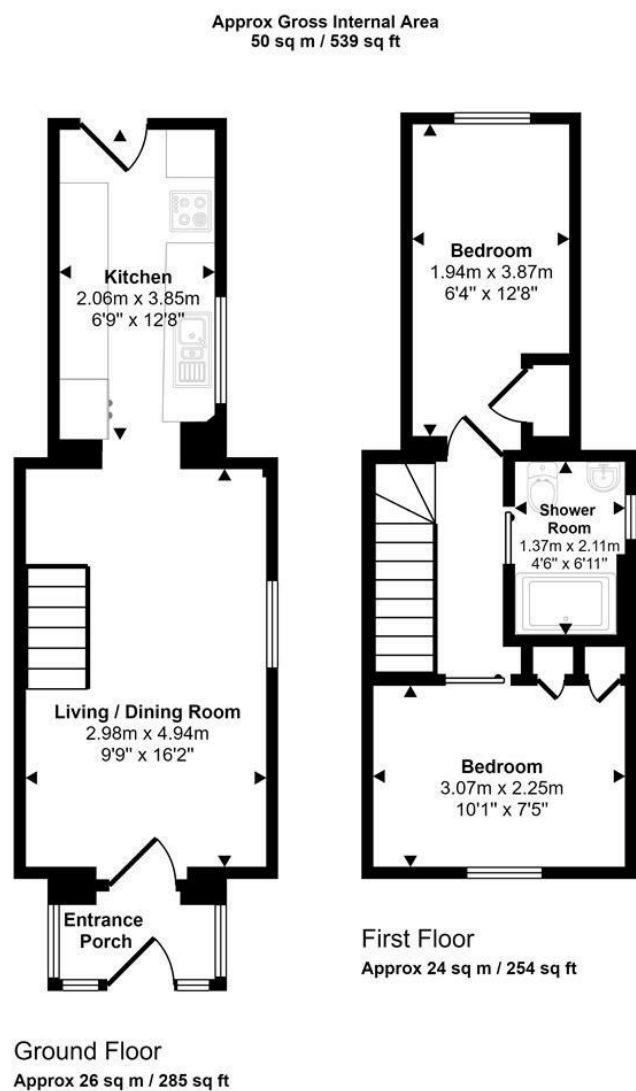 Approx Gross Internal Area
50 sq m / 539 sq ft
Kitchen
2.06m x 3.85m
6'9" x 12'8"
Living / Dining Room
2.98m x 4.94m
9'9" x 16'2"
Entrance
Porch
Ground Floor
Approx 26 sq m / 285 sq ft
Bedroom
1.94m x 3.87m
6'4" x 12'8"
Shower
Room
1.37m x 2.11m
4'6" x 6'11"
Bedroom
3.07m x 2.25m
10'1" x 7'5"
First Floor
Approx 24 sq m / 254 sq ft